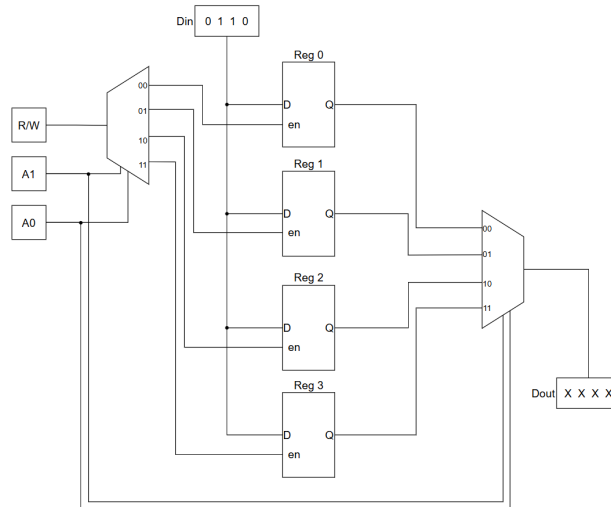 Din 0 1 1 0
Reg 0
00
D Q
01
R/W
en
10
11
Reg 1
A1
D Q
A0
en
00
01
Reg 2
10
11
D Q
en
Reg 3
Dout X X X X
D Q
en